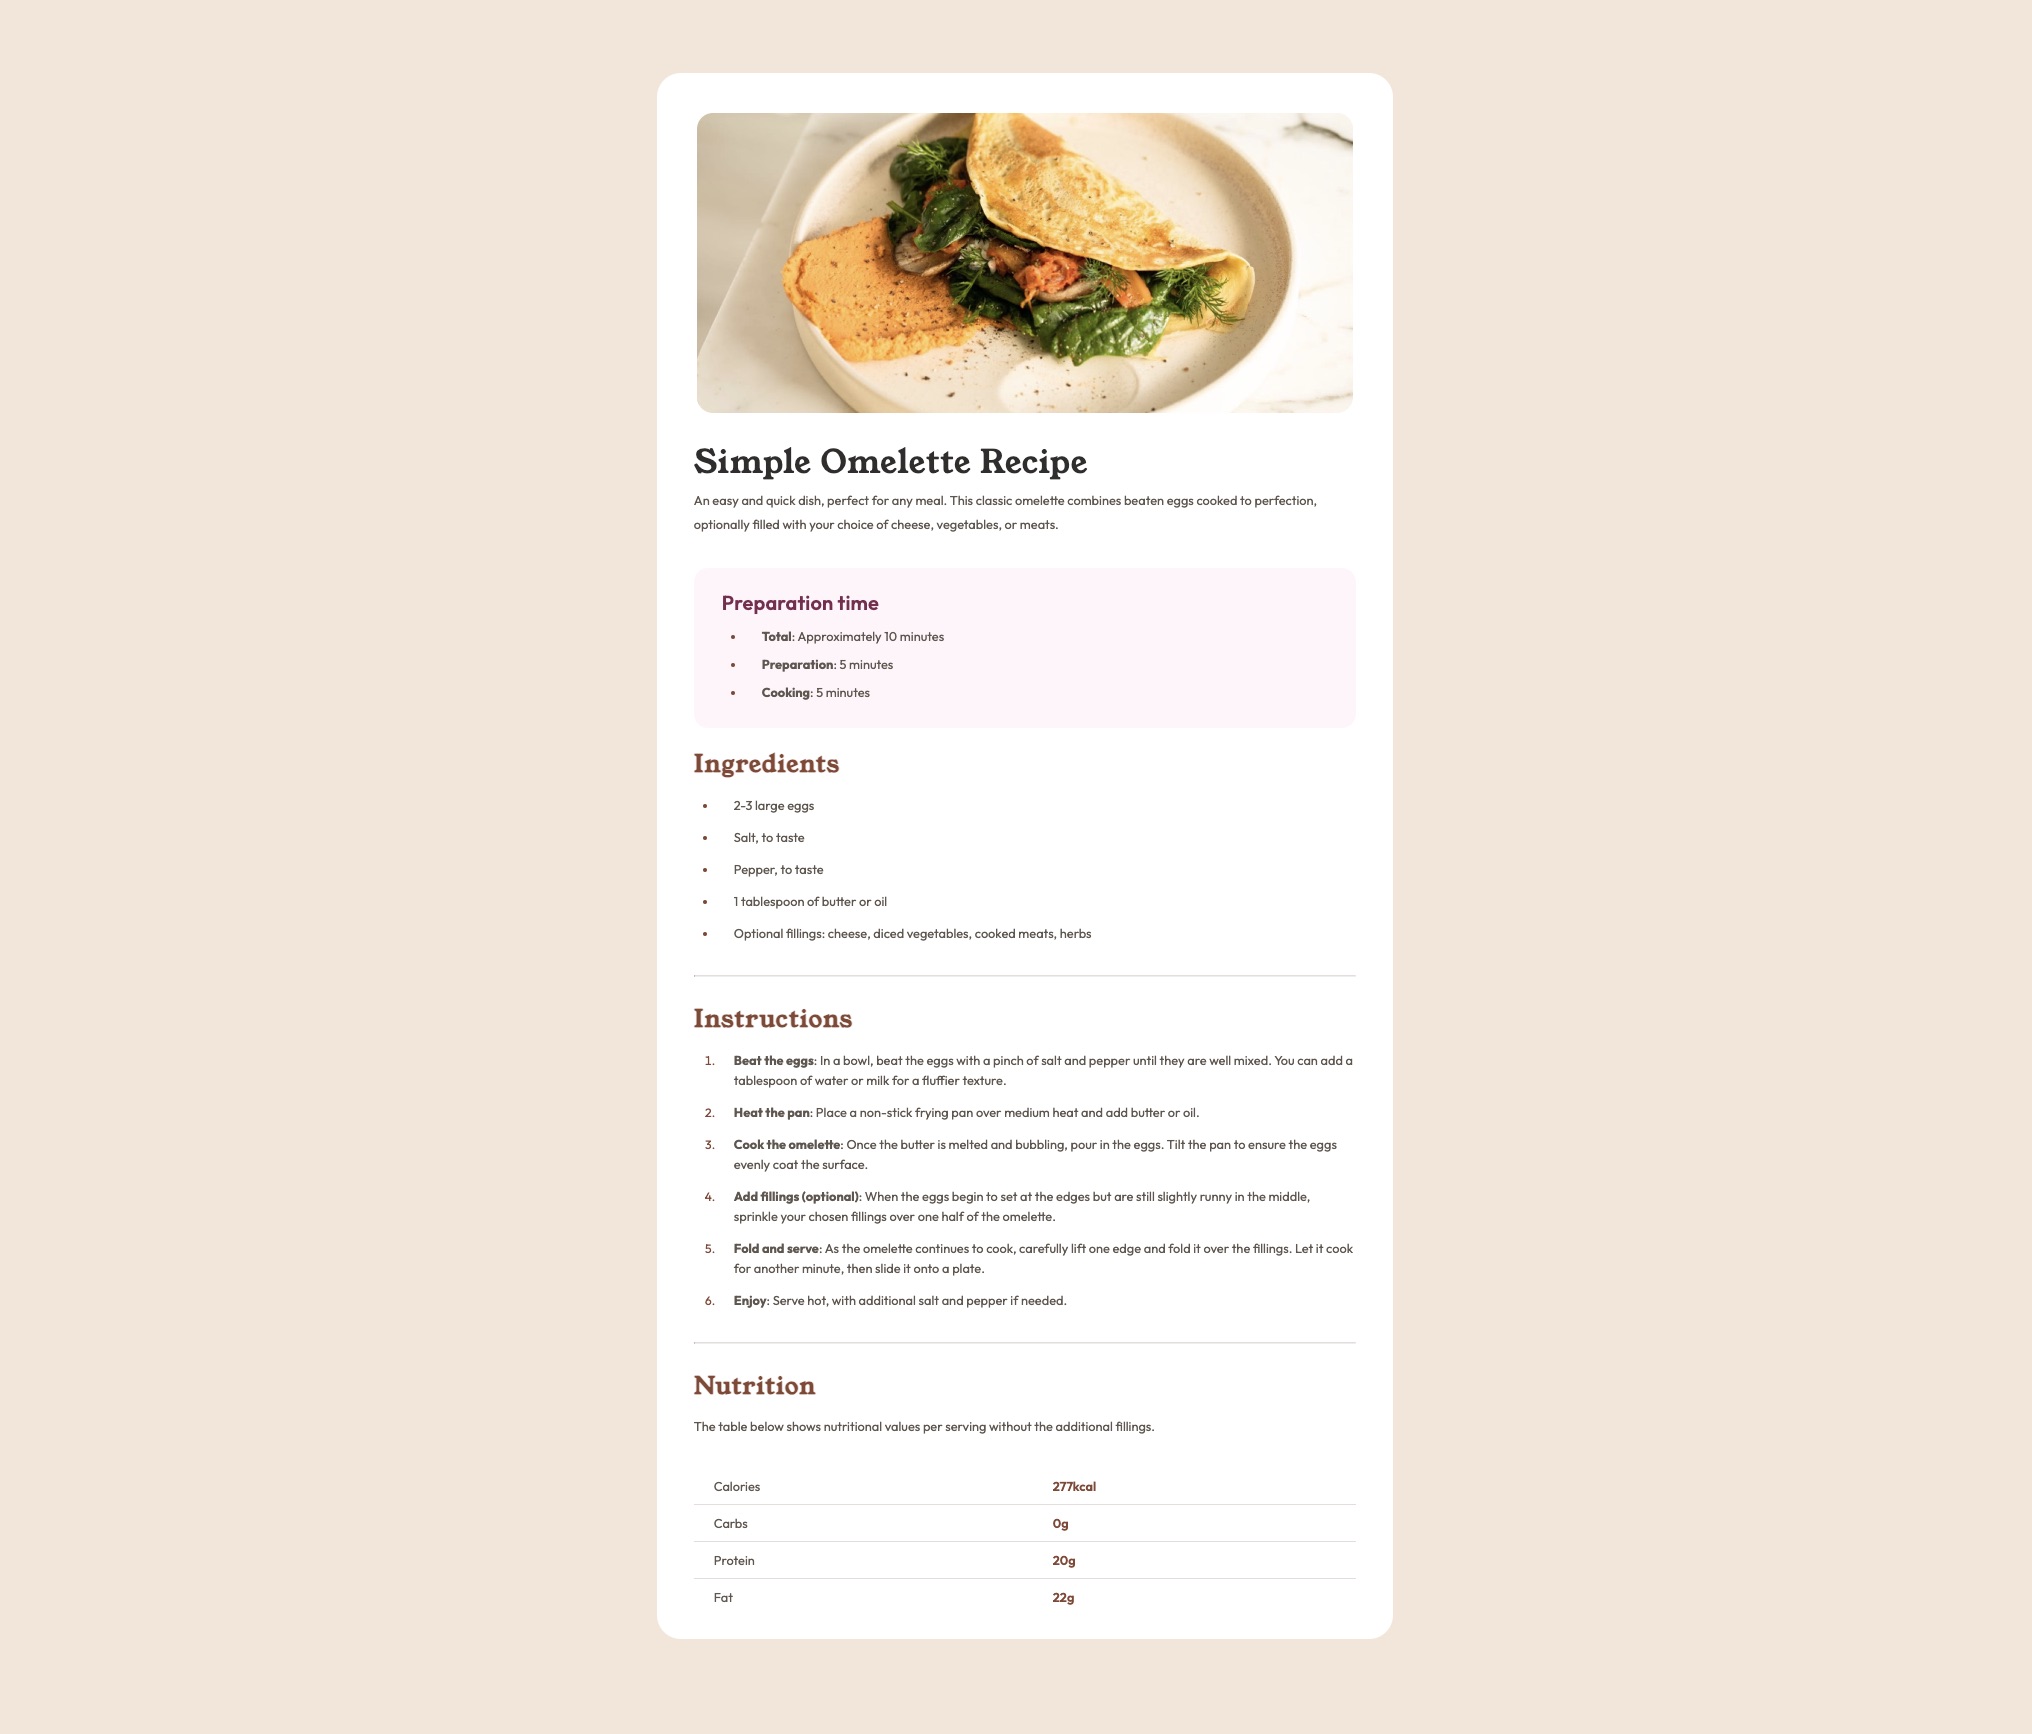 Simple Omelette Recipe
An easy and quick dish, perfect for any meal. This classic omelette combines beaten eggs cooked to perfection,
optionally filled with your choice of cheese, vegetables, or meats.
Preparation time
• Total: Approximately 10 minutes
• Preparation: 5 minutes
• Cooking: 5 minutes
Ingredients
• 2-3 large eggs
• Salt, to taste
• Pepper, to taste
• 1 tablespoon of butter or oil
• Optional fillings: cheese, diced vegetables, cooked meats, herbs
Instructions
1. Beat the eggs: In a bowl, beat the eggs with a pinch of salt and pepper until they are well mixed. You can add a
tablespoon of water or milk for a fluffier texture.
2. Heat the pan: Place a non-stick frying pan over medium heat and add butter or oil.
3. Cook the omelette: Once the butter is melted and bubbling, pour in the eggs. Tilt the pan to ensure the eggs
evenly coat the surface.
4. Add fillings (optional): When the eggs begin to set at the edges but are still slightly runny in the middle,
sprinkle your chosen fillings over one half of the omelette.
5. Fold and serve: As the omelette continues to cook, carefully lift one edge and fold it over the fillings. Let it cook
for another minute, then slide it onto a plate.
6. Enjoy: Serve hot, with additional salt and pepper if needed.
Nutrition
The table below shows nutritional values per serving without the additional fillings.
Calories 277kcal
Carbs 0g
Protein 20g
Fat 22g